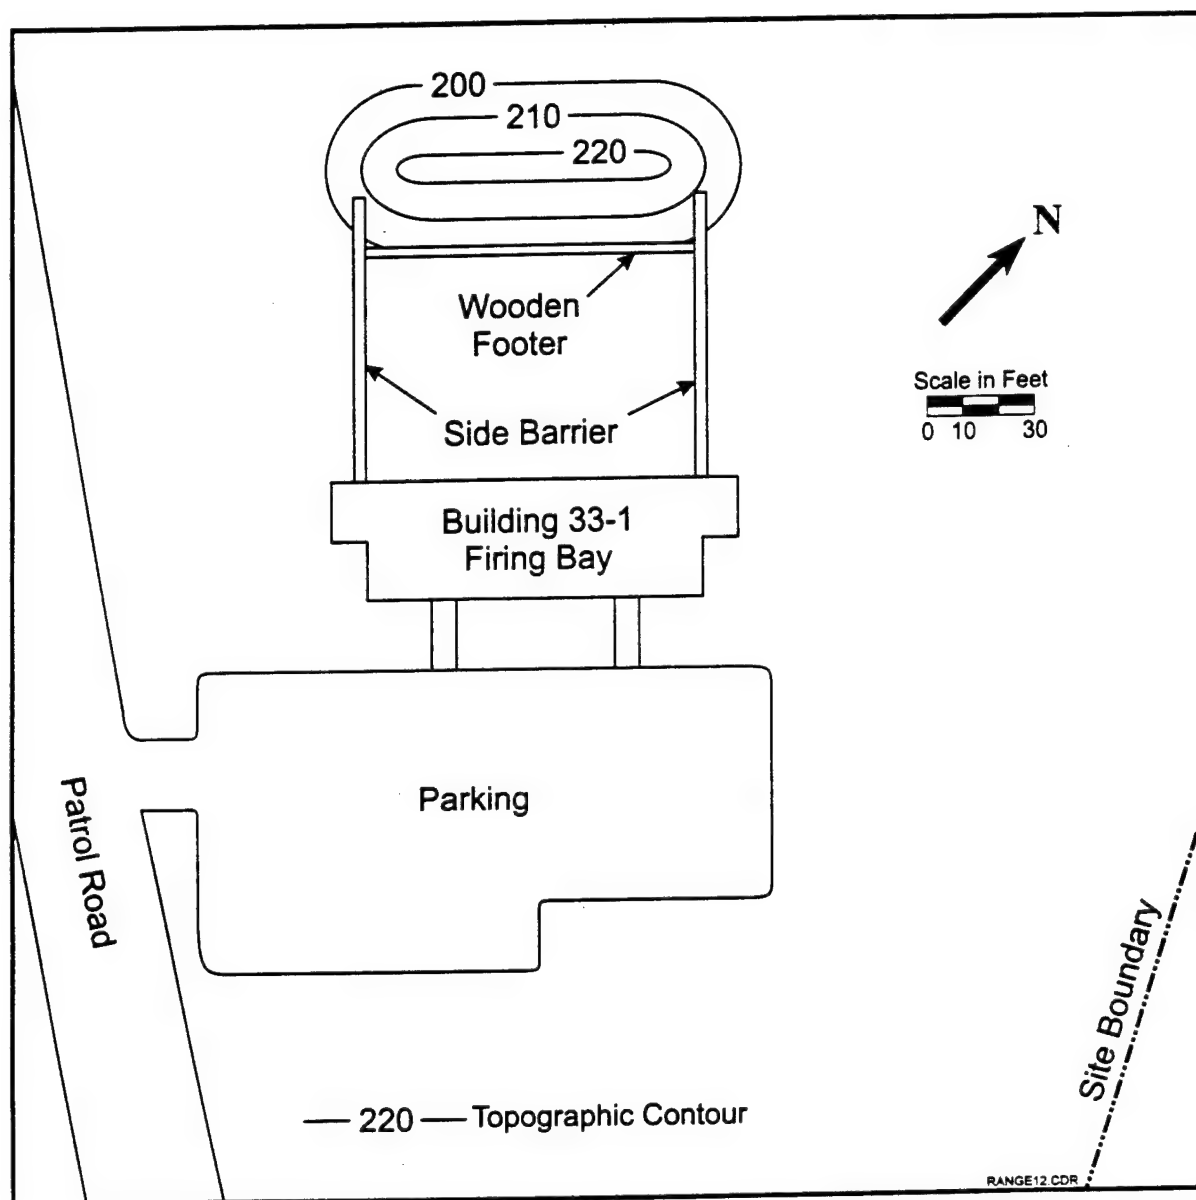 200
210
220
N
Wooden
Footer
Scale in Feet
0 10 30
Side Barrier
Building 33-1
Firing Bay
Parking
Patrol Road
Site Boundary
220 Topographic Contour
RANGE12.CDR